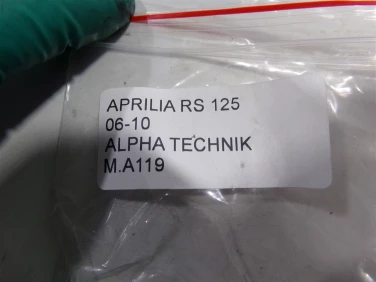 APRILIA RS 125
06-10
ALPHA TECHNIK
M.A119